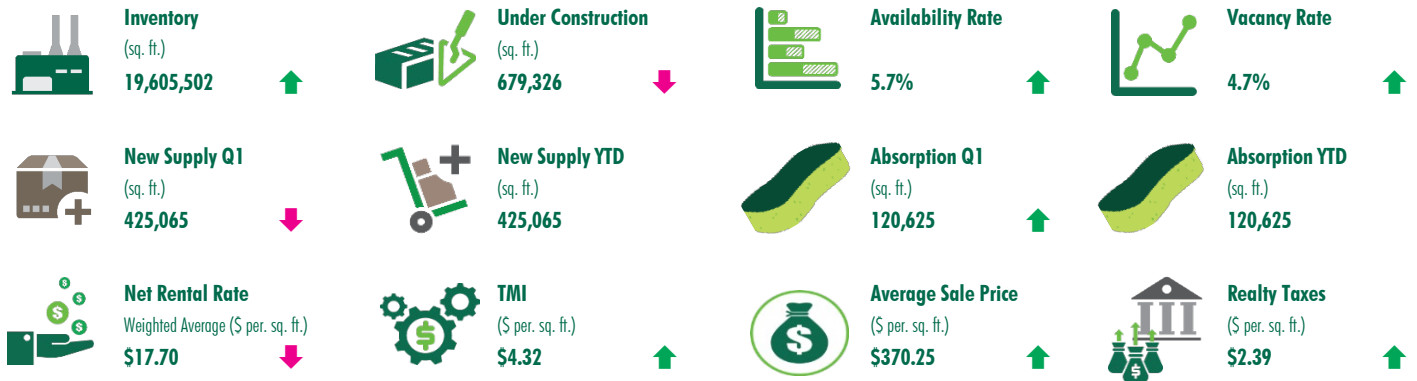 Inventory
(sq. ft.)
19,605,502
Under Construction
(sq. ft.)
679,326
Availability Rate
5.7%
Vacancy Rate
4.7%
New Supply Q1
(sq. ft.)
425,065
New Supply YTD
(sq. ft.)
425,065
Absorption Q1
(sq. ft.)
120,625
Absorption YTD
(sq. ft.)
120,625
Net Rental Rate
Weighted Average ($ per. sq. ft.)
$17.70
TMI
($ per. sq. ft.)
$4.32
Average Sale Price
($ per. sq. ft.)
$370.25
Realty Taxes
($ per. sq. ft.)
$2.39